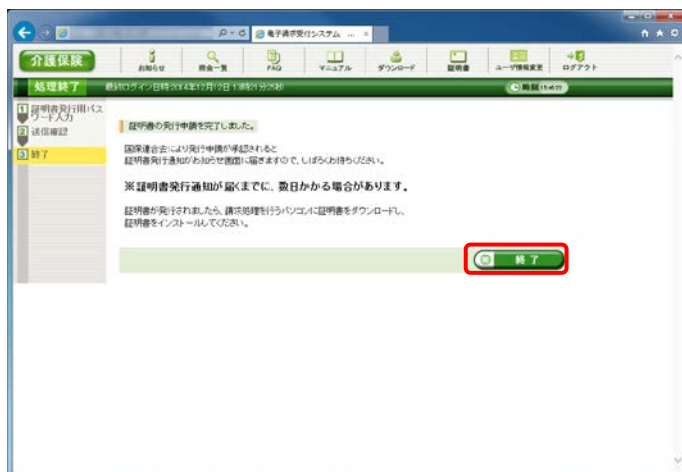 電子請求受付システム ...
介護保険
お知らせ
照会一覧
FAQ
マニュアル
ダウンロード
証明書
ユーザ情報変更
ログアウト
処理終了
最終ログイン日時:2014年12月12日 13時21分25秒
1 証明書発行用パスワード入力
2 送信確認
3 終了
証明書の発行申請を完了しました。
国保連合会により発行申請が承認されると
証明書発行通知がお知らせ画面に届きますので、しばらくお待ちください。
※証明書発行通知が届くまでに、数日かかる場合があります。
証明書が発行されましたら、請求処理を行うパソコンに証明書をダウンロードし、
証明書をインストールしてください。
終了